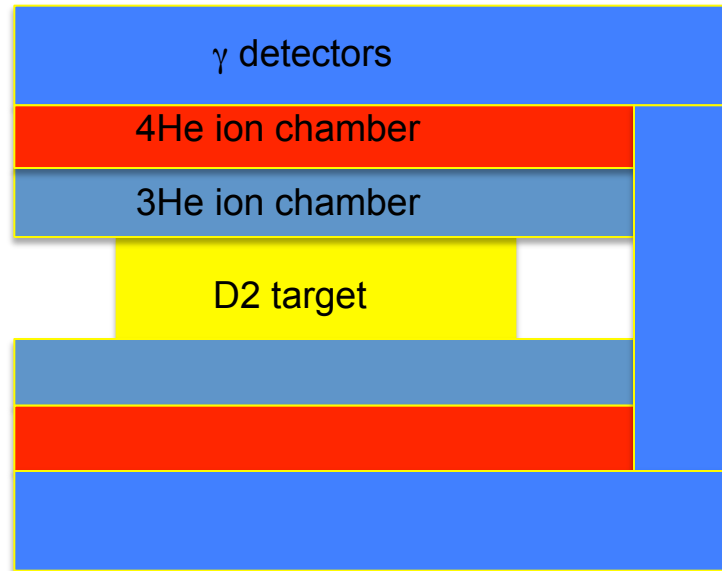 γ detectors
4He ion chamber
3He ion chamber
D2 target